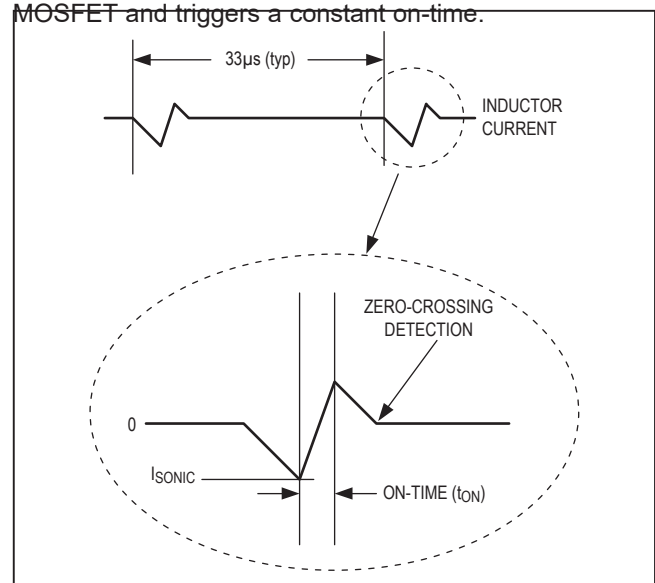 MOSFET and triggers a constant on-time.
33µs (typ)
INDUCTOR
CURRENT
ZERO-CROSSING
DETECTION
0
ISONIC
ON-TIME (tON)